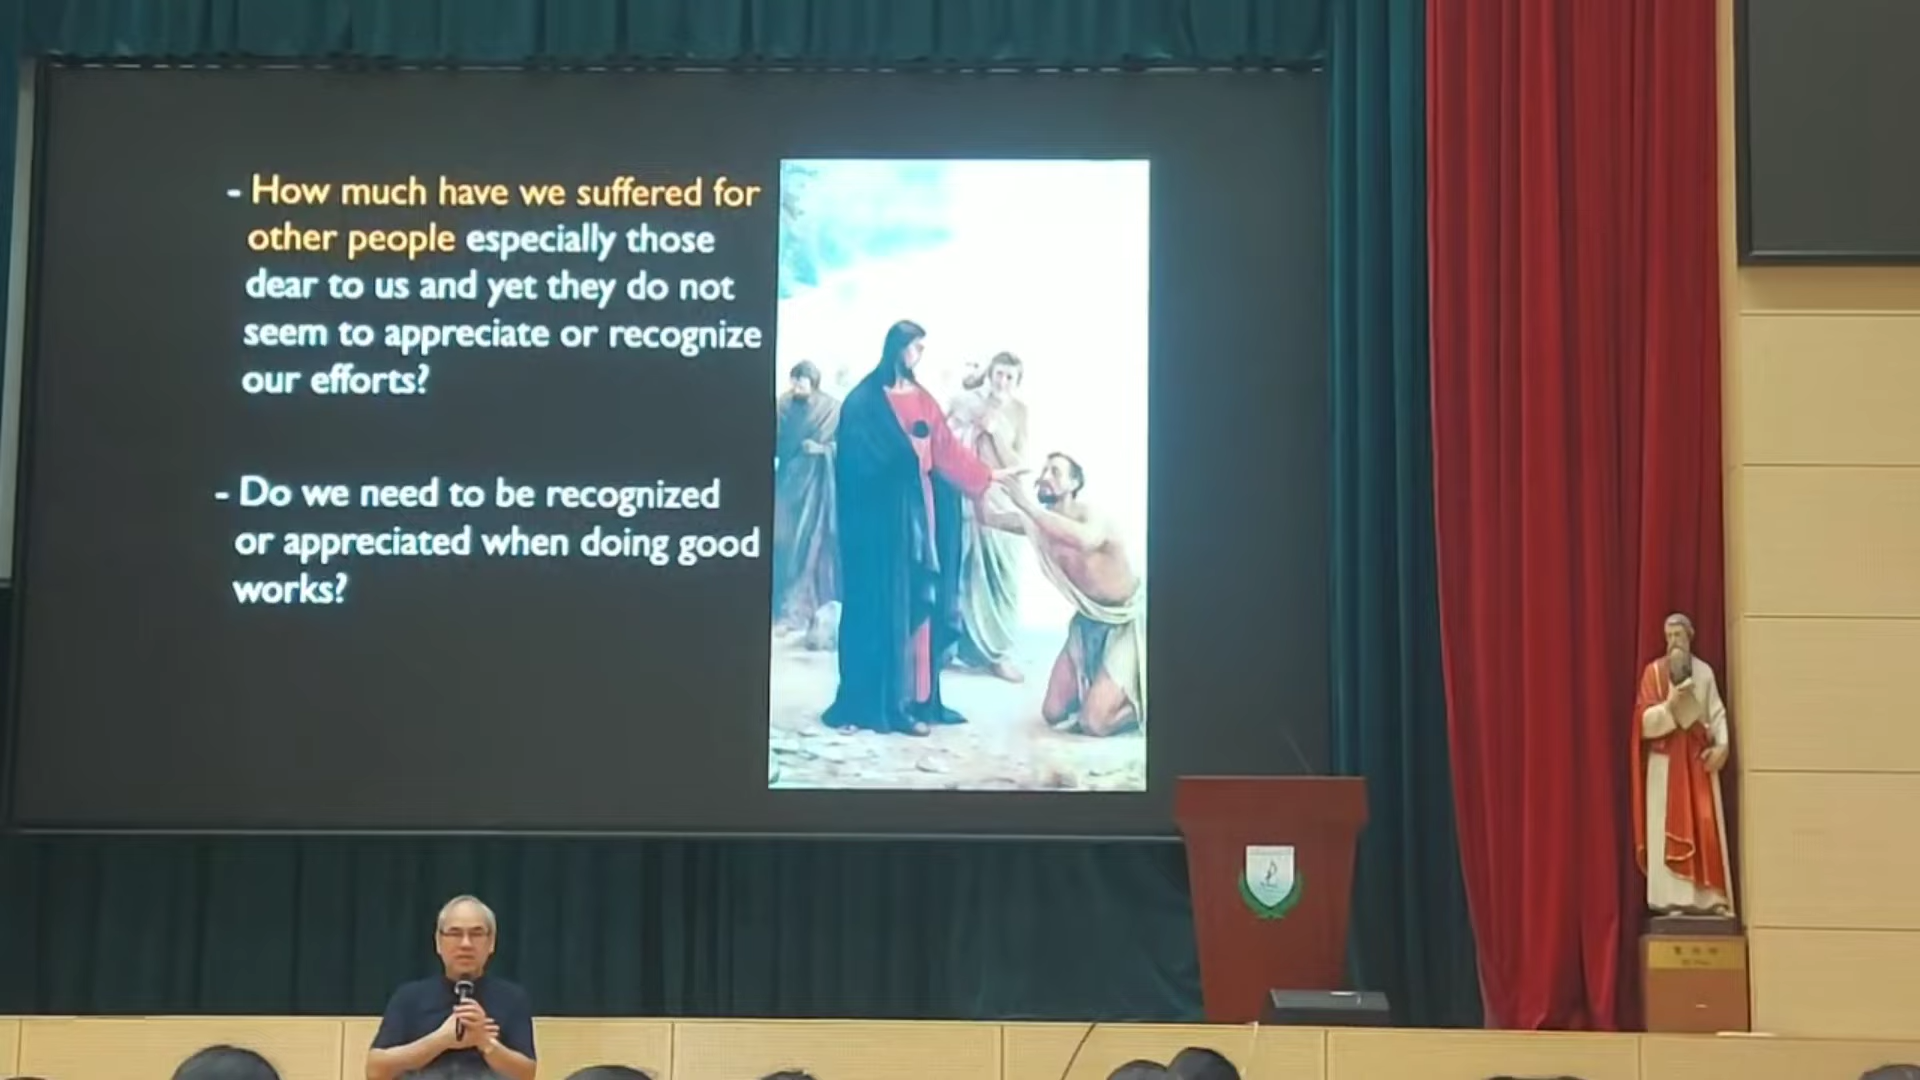 - How much have we suffered for
other people especially those
dear to us and yet they do not
seem to appreciate or recognize
our efforts?
- Do we need to be recognized
or appreciated when doing good
works?